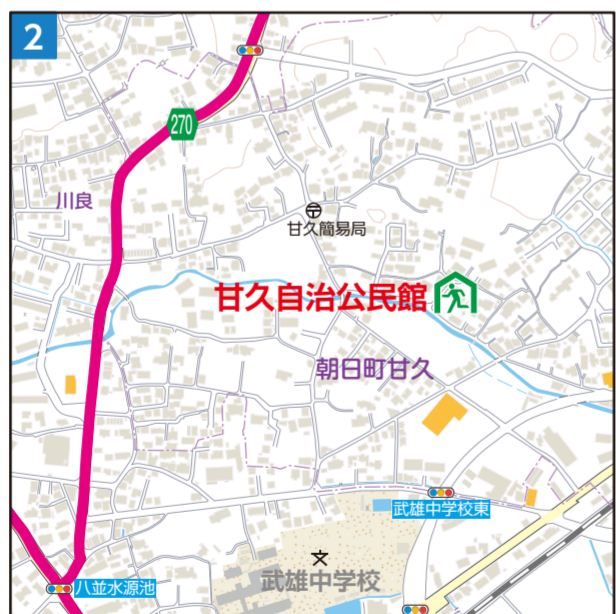 2
270
川良
甘久簡易局
甘久自治公民館
朝日町甘久
武雄中学校東
文
武雄中学校
八並水源池